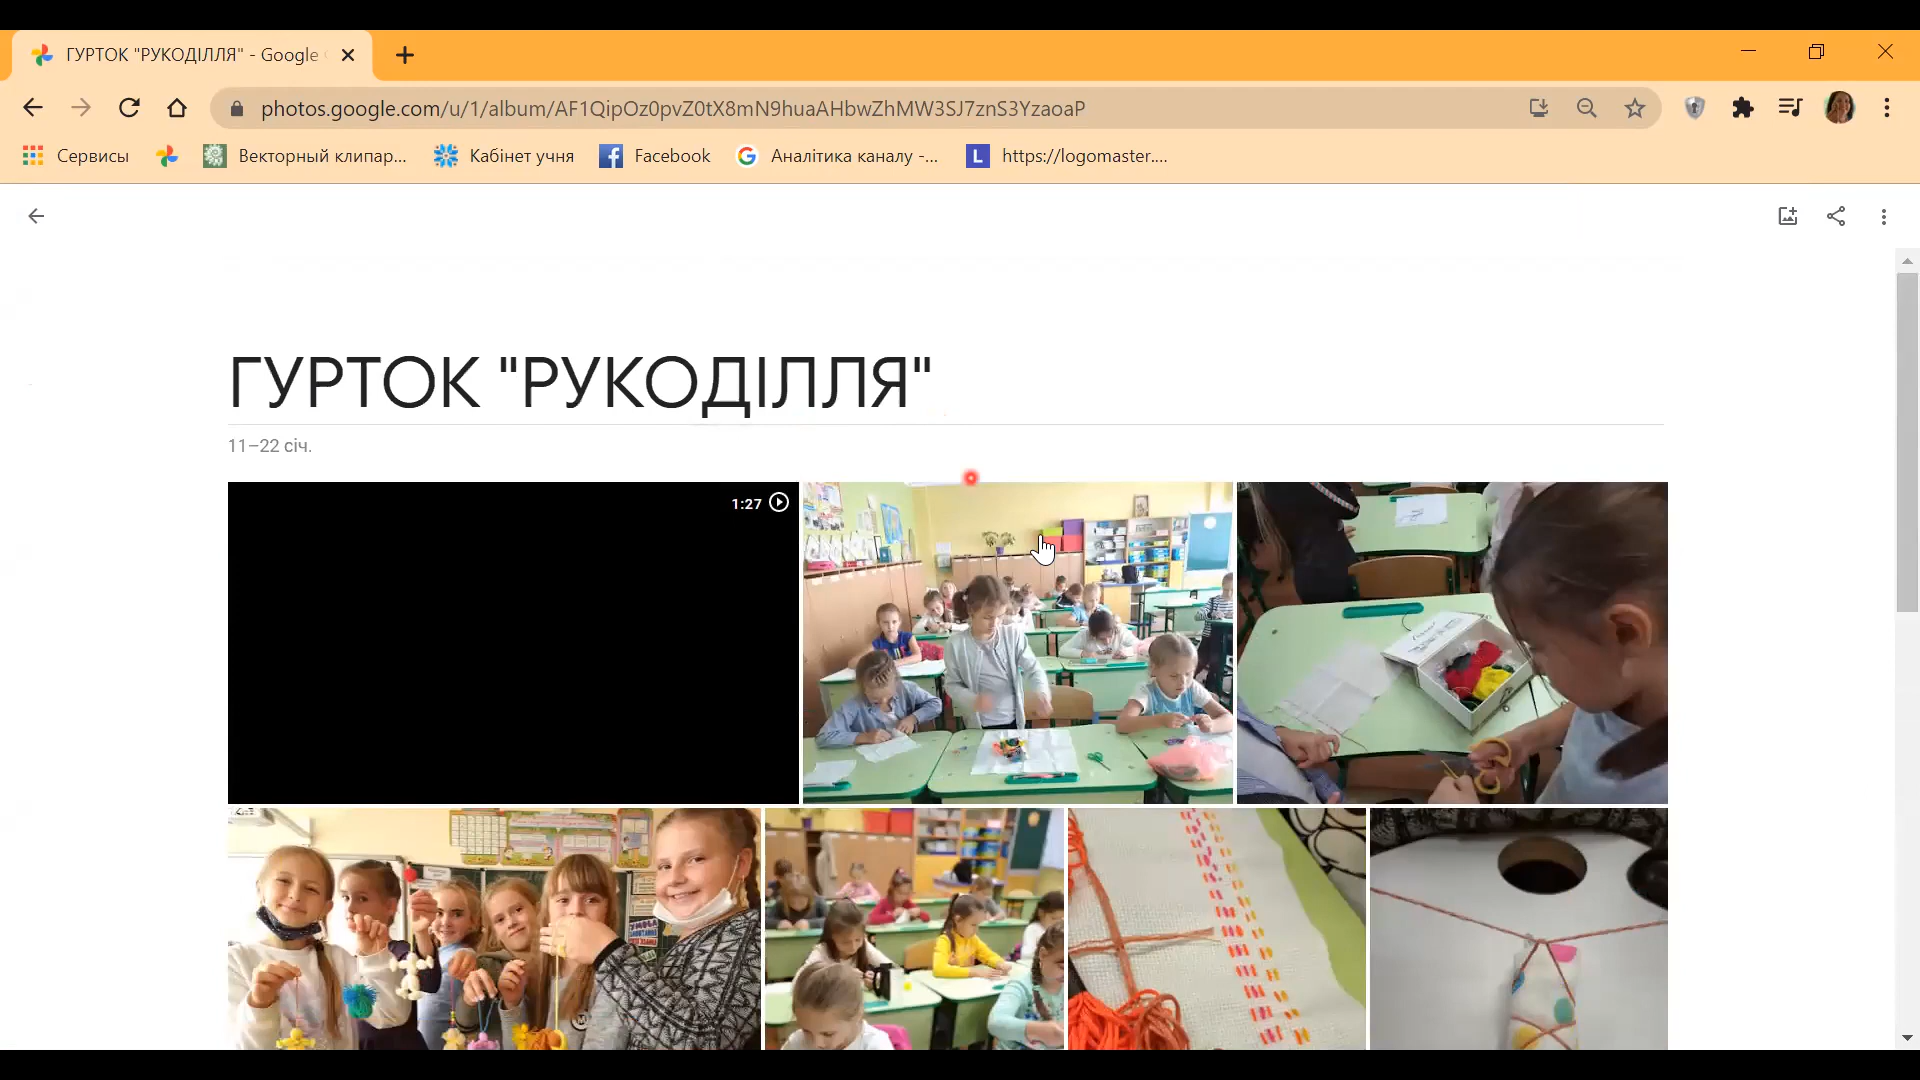 ГУРТОК "РУКОДІЛЛЯ" - Google
photos.google.com/u/1/album/AF1QipOz0pvZ0tX8mN9huaAHbwZhMW3SJ7znS3YzaoaP
Сервисы
Векторный клипар...
Кабінет учня
Facebook
Аналітика каналу -...
L
https://logomaster....
ГУРТОК "РУКОДІЛЛЯ"
11–22 січ.
1:27